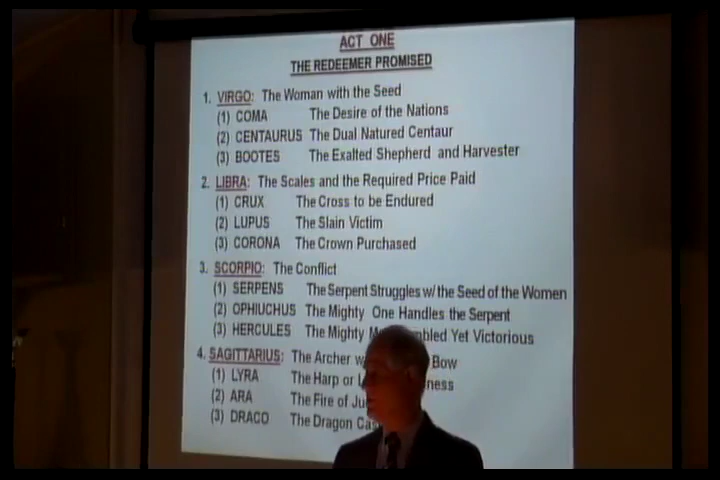 ACT ONE
THE REDEEMER PROMISED
1. VIRGO: The Woman with the Seed
(1) COMA The Desire of the Nations
(2) CENTAURUS The Dual Natured Centaur
(3) BOOTES The Exalted Shepherd and Harvester
2. LIBRA: The Scales and the Required Price Paid
(1) CRUX The Cross to be Endured
(2) LUPUS The Slain Victim
(3) CORONA The Crown Purchased
3. SCORPIO: The Conflict
(1) SERPENS The Serpent Struggles w/the Seed of the Women
(2) OPHIUCHUS The Mighty One Handles the Serpent
(3) HERCULES The Mighty Yet Victorious
4. SAGITTARIUS: The Archer Bow
(1) LYRA The Harp or
(2) ARA The Fire of
(3) DRACO The Dragon